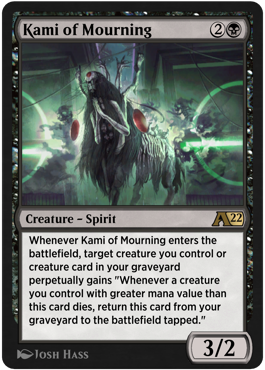 Kami of Mourning 2
Creature – Spirit A22
Whenever Kami of Mourning enters the
battlefield, target creature you control or
creature card in your graveyard
perpetually gains "Whenever a creature
you control with greater mana value than
this card dies, return this card from your
graveyard to the battlefield tapped."
3/2
Josh Hass